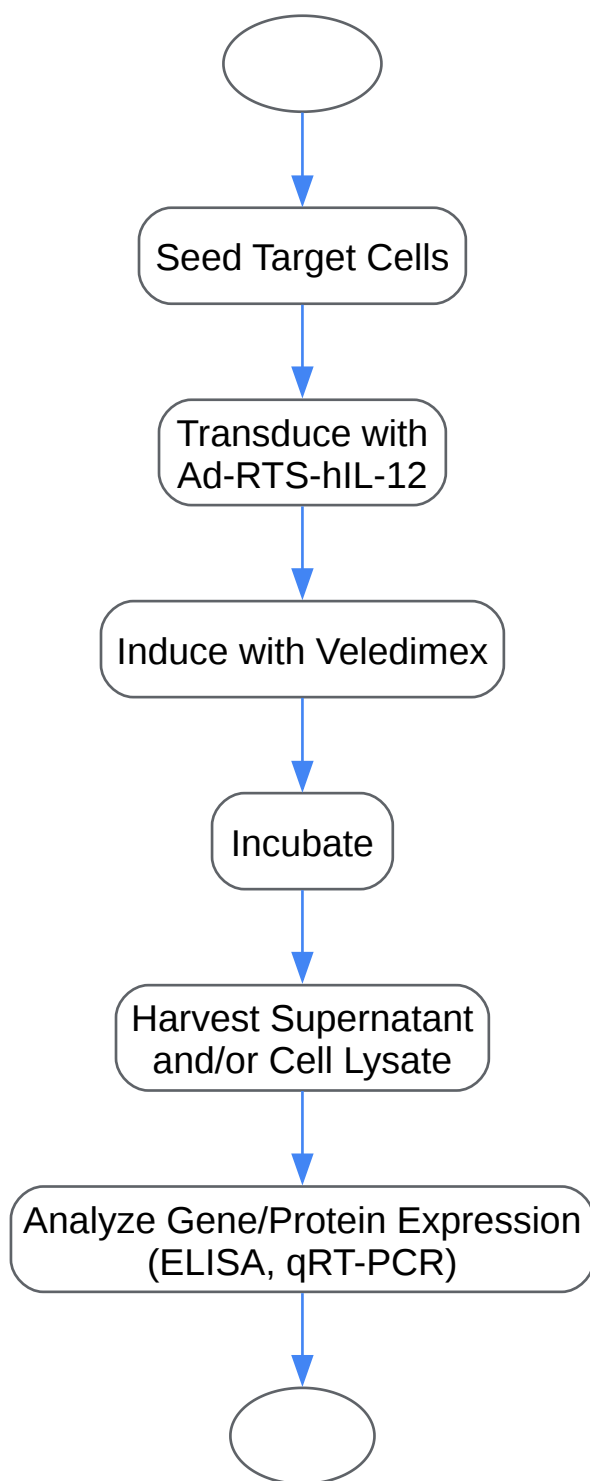 Seed Target Cells
Transduce with
Ad-RTS-hIL-12
Induce with Veledimex
Incubate
Harvest Supernatant
and/or Cell Lysate
Analyze Gene/Protein Expression
(ELISA, qRT-PCR)